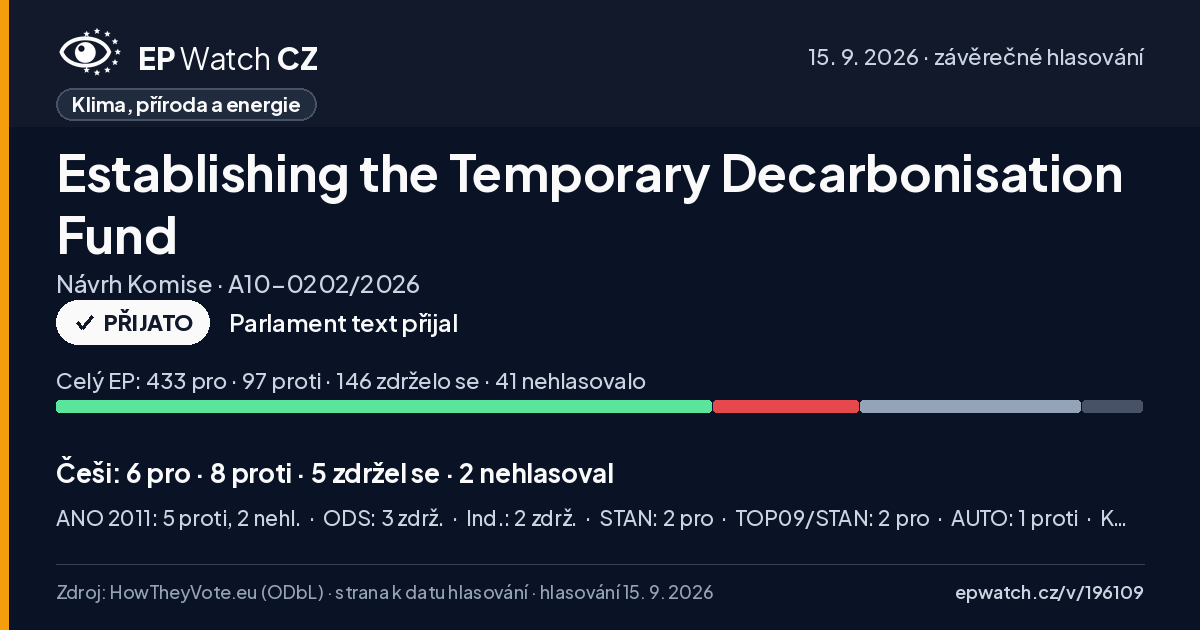 EP Watch CZ
15. 9. 2026 · závěrečné hlasování
Klima, příroda a energie
Establishing the Temporary Decarbonisation
Fund
Návrh Komise · A10-0202/2026
✓ PŘIJATO Parlament text přijal
Celý EP: 433 pro · 97 proti · 146 zdrželo se · 41 nehlasovalo
Češi: 6 pro · 8 proti · 5 zdržel se · 2 nehlasoval
ANO 2011: 5 proti, 2 nehl. · ODS: 3 zdrž. · Ind.: 2 zdrž. · STAN: 2 pro · TOP09/STAN: 2 pro · AUTO: 1 proti · K...
Zdroj: HowTheyVote.eu (ODbL) · strana k datu hlasování · hlasování 15. 9. 2026
epwatch.cz/v/196109